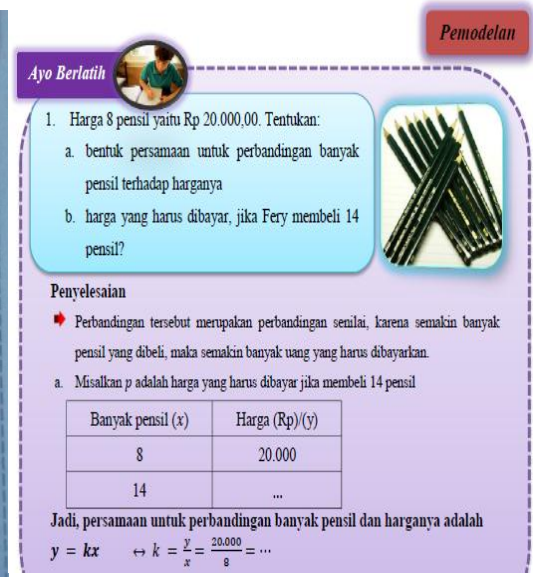 Pemodelan
Ayo Berlatih
1. Harga 8 pensil yaitu Rp 20.000,00. Tentukan:
a. bentuk persamaan untuk perbandingan banyak
pensil terhadap harganya
b. harga yang harus dibayar, jika Fery membeli 14
pensil?
Penyelesaian
Perbandingan tersebut merupakan perbandingan senilai, karena semakin banyak
pensil yang dibeli, maka semakin banyak uang yang harus dibayarkan.
a. Misalkan p adalah harga yang harus dibayar jika membeli 14 pensil
Banyak pensil (x) Harga (Rp)/(y)
8 20.000
14 ...
Jadi, persamaan untuk perbandingan banyak pensil dan harganya adalah
y = kx ↔ k = y/x = 20.000/8 = ⋯